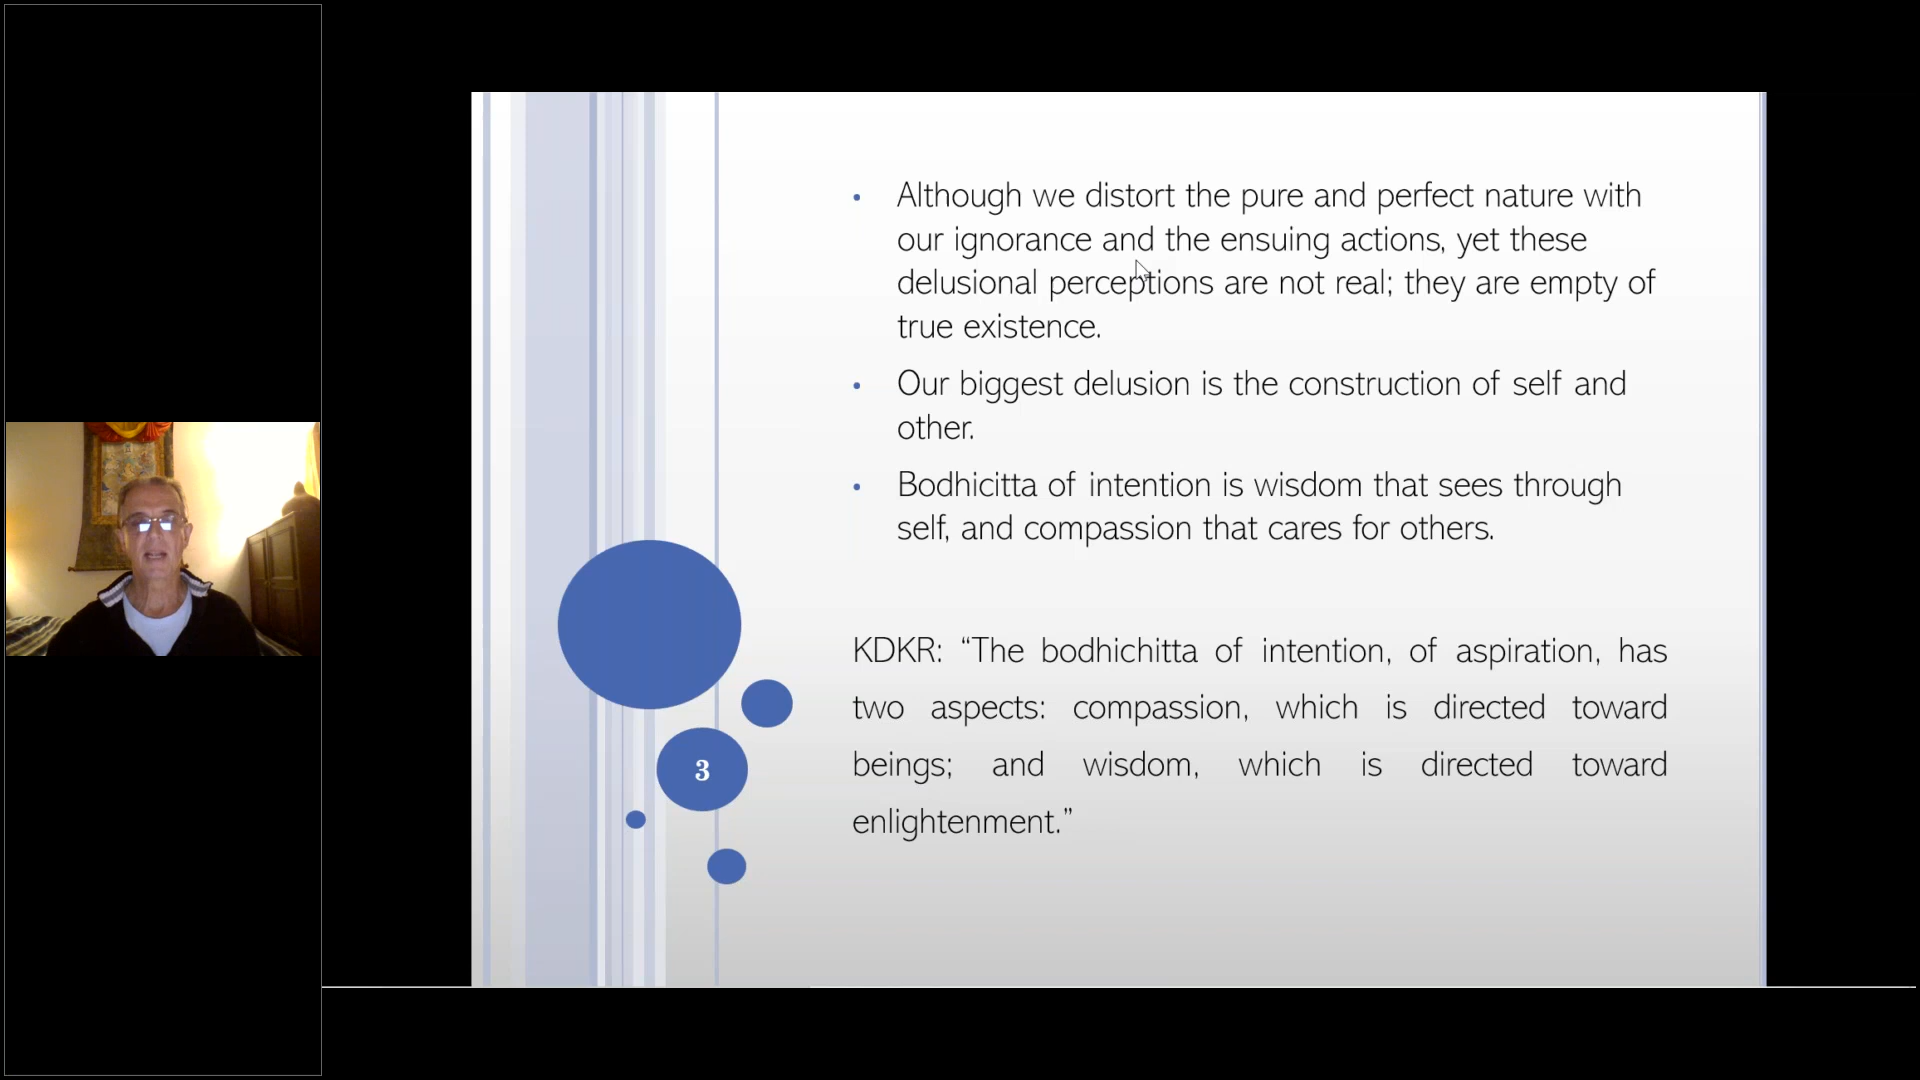 • Although we distort the pure and perfect nature with
our ignorance and the ensuing actions, yet these
delusional perceptions are not real; they are empty of
true existence.
• Our biggest delusion is the construction of self and
other.
• Bodhicitta of intention is wisdom that sees through
self, and compassion that cares for others.
KDKR: “The bodhichitta of intention, of aspiration, has
two aspects: compassion, which is directed toward
beings; and wisdom, which is directed toward
enlightenment.”
3